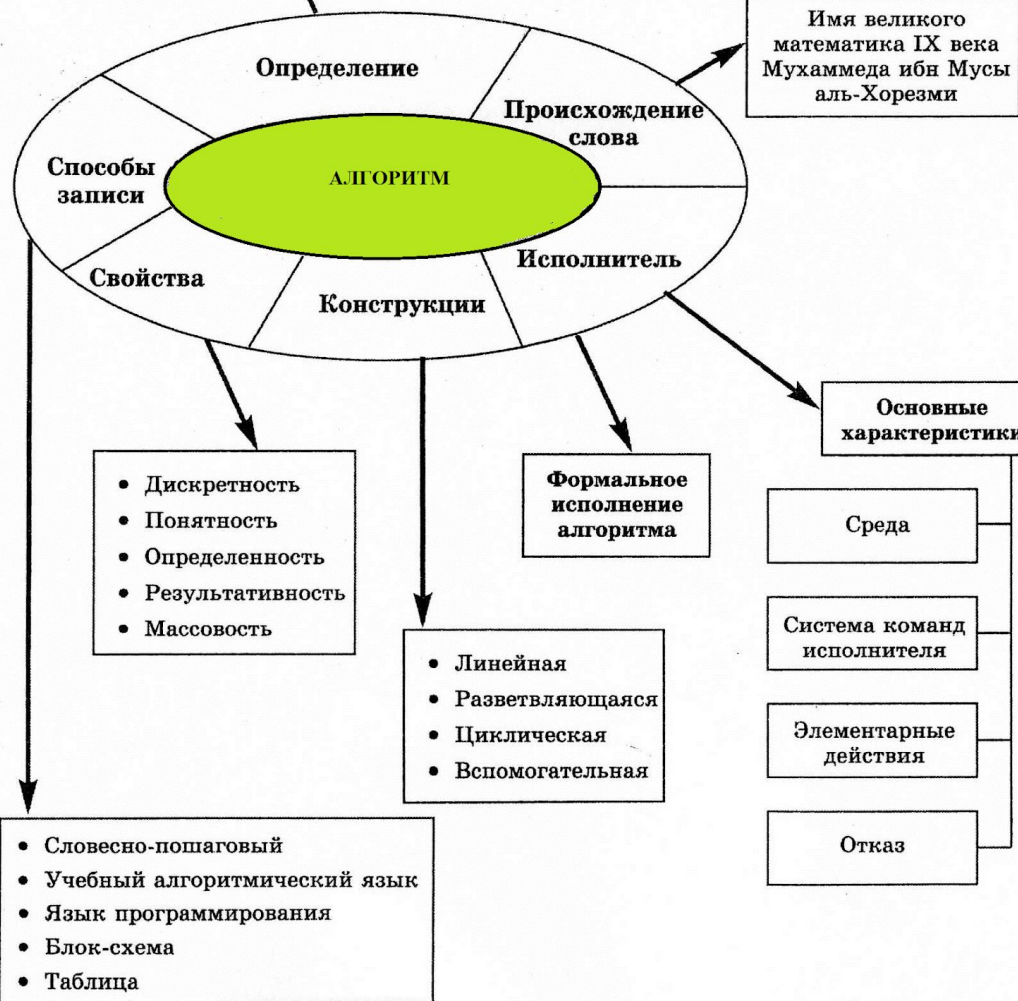 Имя великого
математика IX века
Мухаммеда ибн Мусы
аль-Хорезми
Определение
Происхождение
слова
Способы
записи
АЛГОРИТМ
Исполнитель
Свойства
Конструкции
Основные
характеристики
• Дискретность
• Понятность
• Определенность
• Результативность
• Массовость
Формальное
исполнение
алгоритма
Среда
Система команд
исполнителя
Элементарные
действия
Отказ
• Линейная
• Разветвляющаяся
• Циклическая
• Вспомогательная
• Словесно-пошаговый
• Учебный алгоритмический язык
• Язык программирования
• Блок-схема
• Таблица